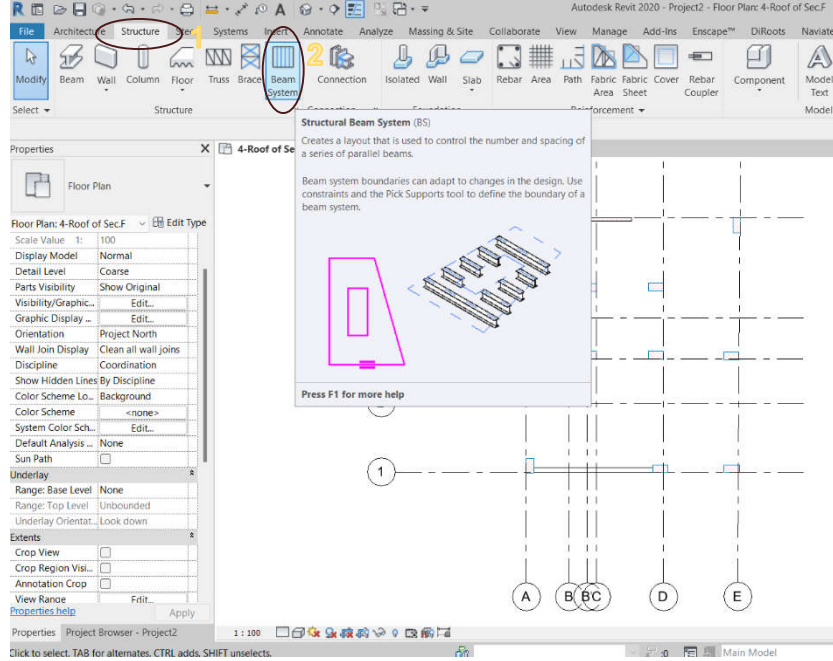 Autodesk Revit 2020 - Project2 - Floor Plan: 4-Roof of Sec.F
File Architecture Structure Steel Systems Insert Annotate Analyze Massing & Site Collaborate View Manage Add-Ins Enscape™ DiRoots Naviate
1
2
Modify Beam Wall Column Floor Truss Brace Beam System Connection Isolated Wall Slab Rebar Area Path Fabric Area Fabric Sheet Cover Rebar Coupler Component Model Text
Select Structure Connection Foundation Reinforcement Model
Properties X
4-Roof of Se
Floor Plan
Floor Plan: 4-Roof of Sec.F Edit Type
Scale Value 1: 100
Display Model Normal
Detail Level Coarse
Parts Visibility Show Original
Visibility/Graphic... Edit...
Graphic Display ... Edit...
Orientation Project North
Wall Join Display Clean all wall joins
Discipline Coordination
Show Hidden Lines By Discipline
Color Scheme Lo... Background
Color Scheme <none>
System Color Sch... Edit...
Default Analysis ... None
Sun Path
Underlay
Range: Base Level None
Range: Top Level Unbounded
Underlay Orientat... Look down
Extents
Crop View
Crop Region Visi...
Annotation Crop
View Range Edit...
Properties help Apply
Properties Project Browser - Project2
Structural Beam System (BS)
Creates a layout that is used to control the number and spacing of
a series of parallel beams.
Beam system boundaries can adapt to changes in the design. Use
constraints and the Pick Supports tool to define the boundary of a
beam system.
Press F1 for more help
1
A B B' C D E
1 : 100
Click to select, TAB for alternates, CTRL adds, SHIFT unselects.
:0 Main Model